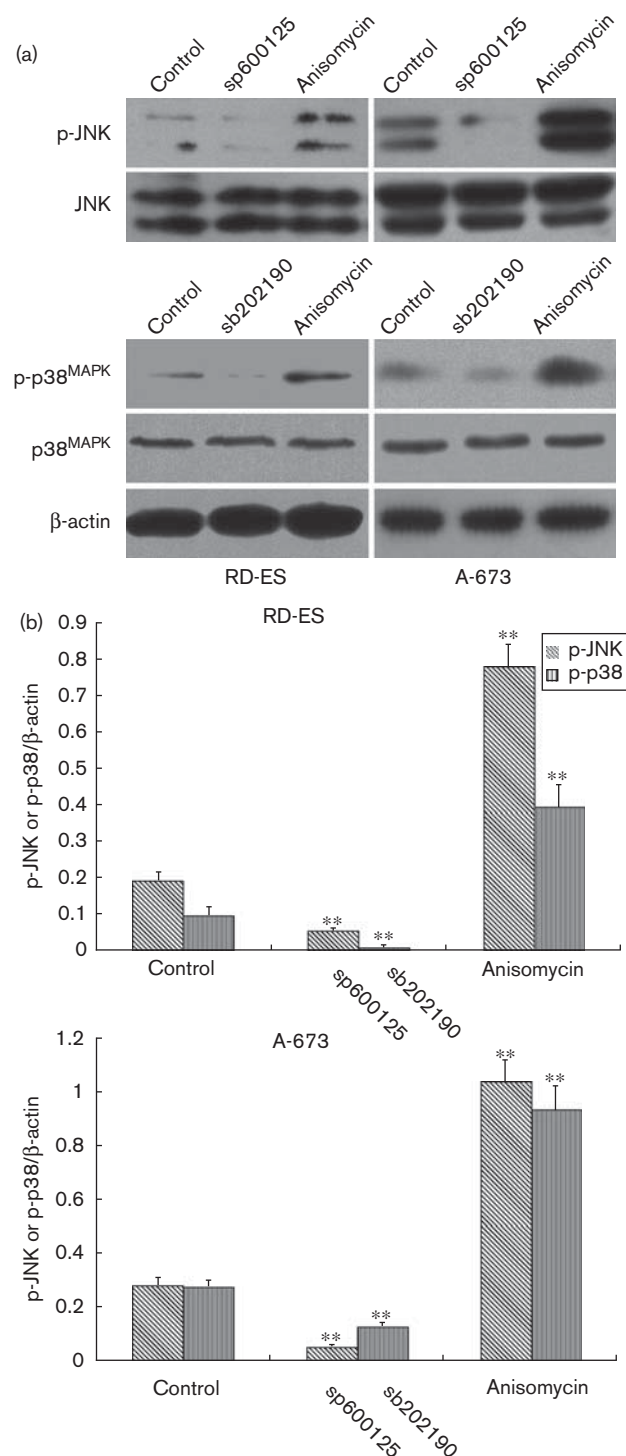 (a)
Control sp600125 Anisomycin Control sp600125 Anisomycin
p-JNK
JNK
Control sb202190 Anisomycin Control sb202190 Anisomycin
p-p38MAPK
p38MAPK
β-actin
RD-ES A-673
(b)
RD-ES
0.9
0.8
0.7
0.6
0.5
0.4
0.3
0.2
0.1
0
p-JNK or p-p38/β-actin
p-JNK
p-p38
** ** ** **
Control sp600125 sb202190 Anisomycin
A-673
1.2
1
0.8
0.6
0.4
0.2
0
p-JNK or p-p38/β-actin
** ** ** **
Control sp600125 sb202190 Anisomycin